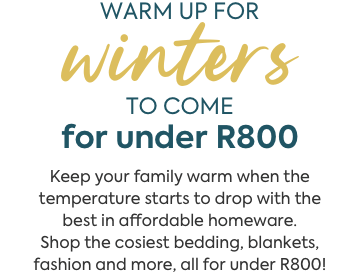 WARM UP FOR
winters
TO COME
for under R800
Keep your family warm when the
temperature starts to drop with the
best in affordable homeware.
Shop the cosiest bedding, blankets,
fashion and more, all for under R800!